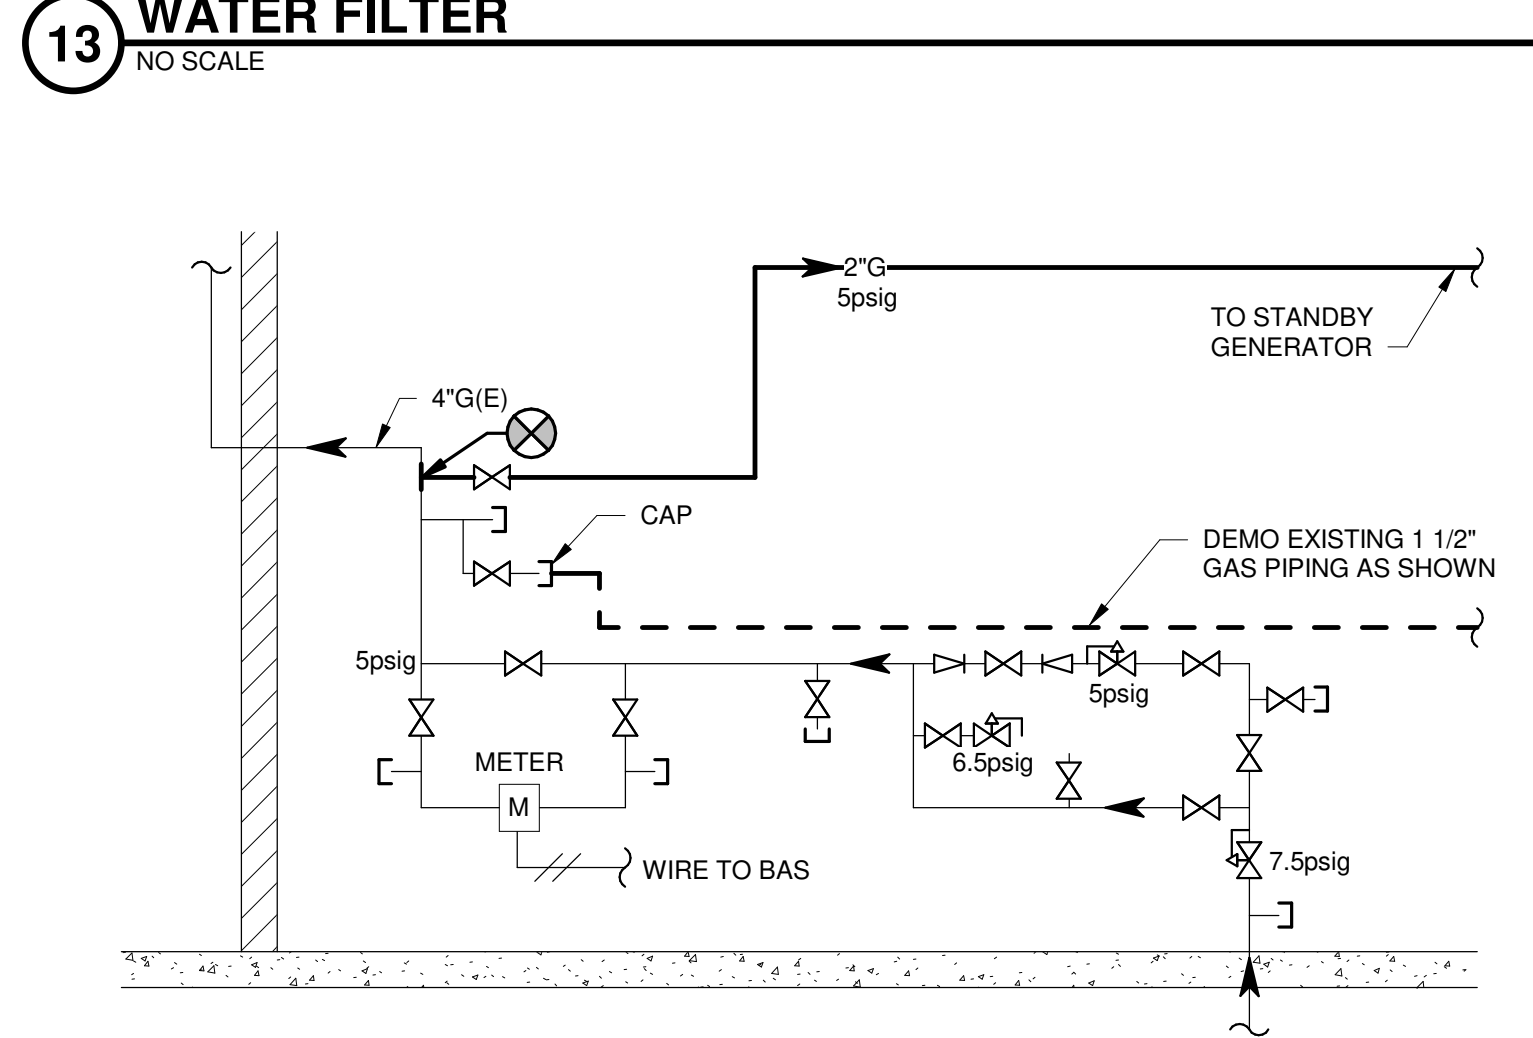 WATER FILTER
13
NO SCALE
2"G
5psig
TO STANDBY
GENERATOR
4"G(E)
CAP
DEMO EXISTING 1 1/2"
GAS PIPING AS SHOWN
5psig
5psig
6.5psig
METER
M
7.5psig
WIRE TO BAS